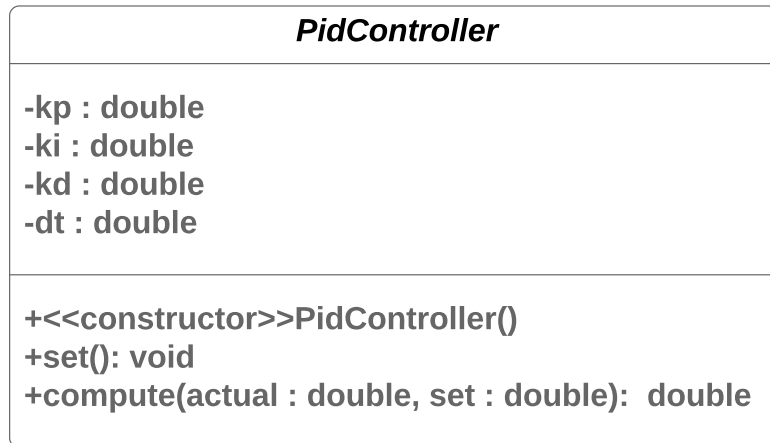 PidController
-kp : double
-ki : double
-kd : double
-dt : double
+<<constructor>>PidController()
+set(): void
+compute(actual : double, set : double):  double